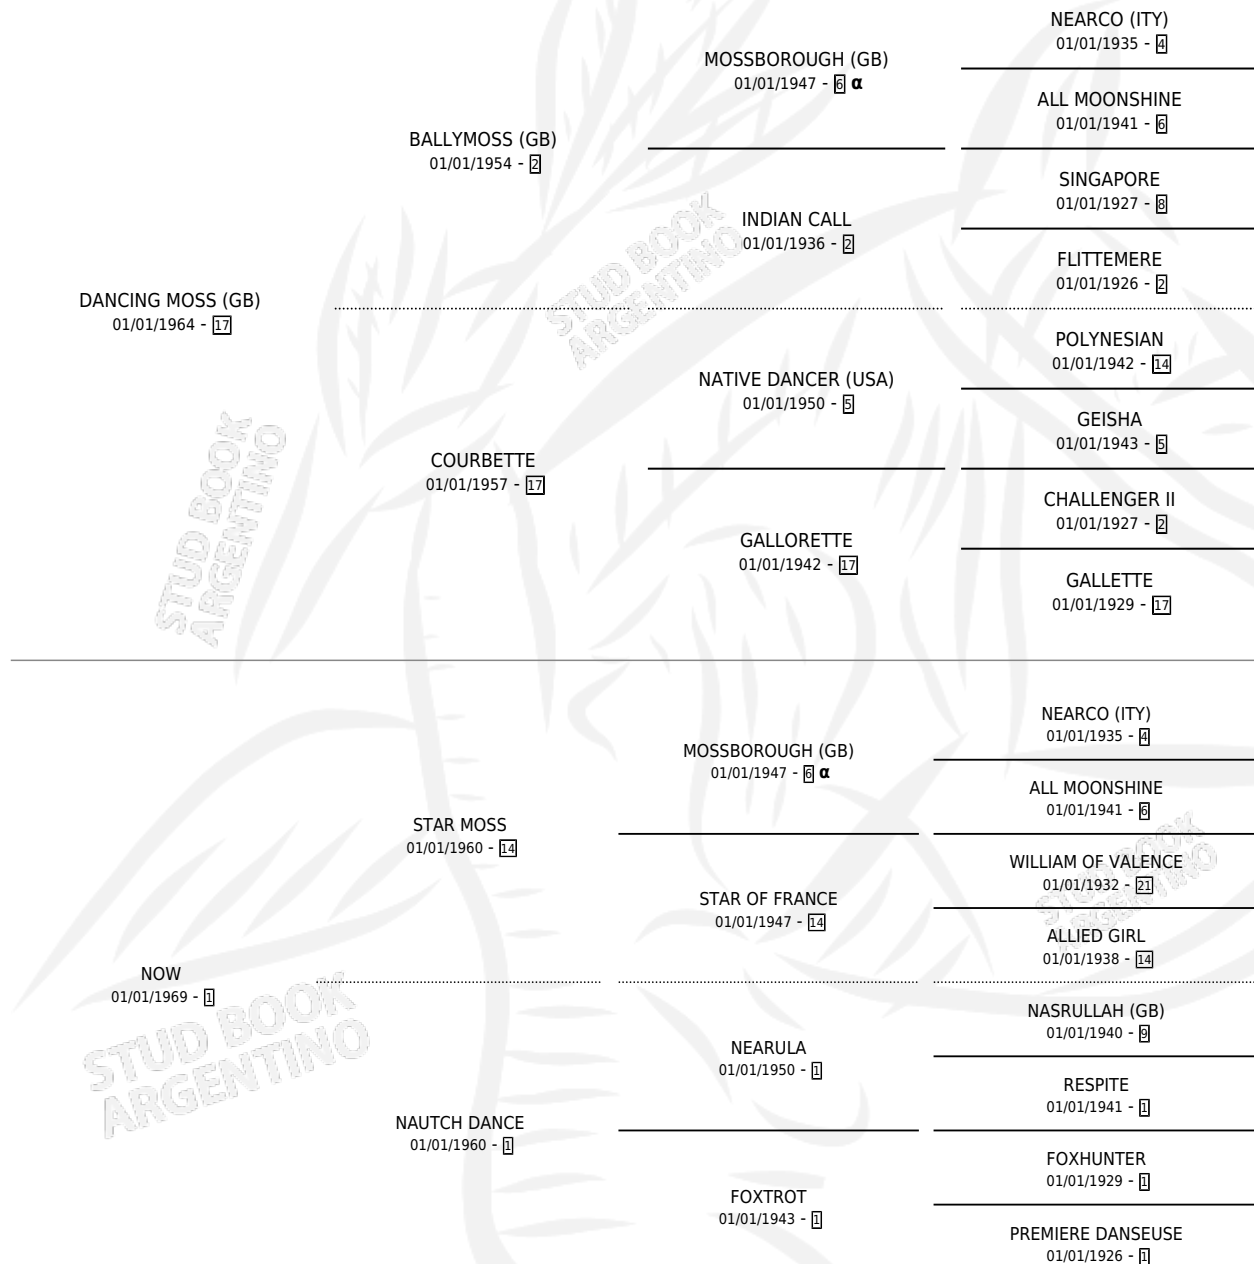 NEARCO (ITY)
01/01/1935 - 4
MOSSBOROUGH (GB)
01/01/1947 - 6 α
ALL MOONSHINE
01/01/1941 - 6
BALLYMOSS (GB)
01/01/1954 - 2
SINGAPORE
01/01/1927 - 8
INDIAN CALL
01/01/1936 - 2
FLITTEMERE
01/01/1926 - 2
DANCING MOSS (GB)
01/01/1964 - 17
POLYNESIAN
01/01/1942 - 14
NATIVE DANCER (USA)
01/01/1950 - 5
GEISHA
01/01/1943 - 5
COURBETTE
01/01/1957 - 17
CHALLENGER II
01/01/1927 - 2
GALLORETTE
01/01/1942 - 17
GALLETTE
01/01/1929 - 17
STUD BOOK
ARGENTINO
STUD BOOK
ARGENTINO
NEARCO (ITY)
01/01/1935 - 4
MOSSBOROUGH (GB)
01/01/1947 - 6 α
ALL MOONSHINE
01/01/1941 - 6
STAR MOSS
01/01/1960 - 14
WILLIAM OF VALENCE
01/01/1932 - 21
STAR OF FRANCE
01/01/1947 - 14
ALLIED GIRL
01/01/1938 - 14
NOW
01/01/1969 - 1
NASRULLAH (GB)
01/01/1940 - 9
NEARULA
01/01/1950 - 1
RESPITE
01/01/1941 - 1
NAUTCH DANCE
01/01/1960 - 1
FOXHUNTER
01/01/1929 - 1
FOXTROT
01/01/1943 - 1
PREMIERE DANSEUSE
01/01/1926 - 1
STUD BOOK
ARGENTINO
STUD BOOK
ARGENTINO